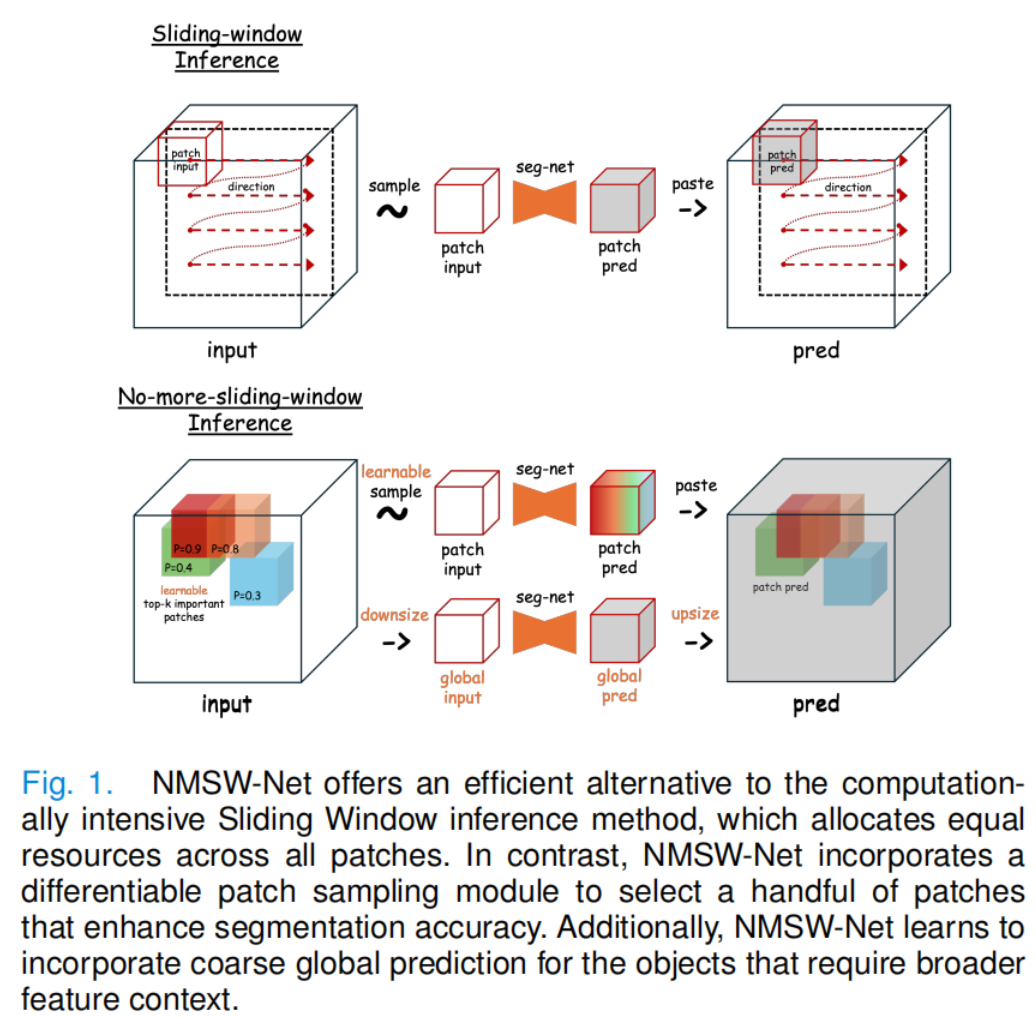 Sliding-window
Inference
patch
input
direction
input
sample
~
patch
input
seg-net
patch
pred
paste
->
patch
pred
direction
pred
No-more-sliding-window
Inference
P=0.9 P=0.8
P=0.4
P=0.3
learnable
top-k important
patches
input
learnable
sample
~
patch
input
seg-net
patch
pred
paste
->
downsize
->
global
input
seg-net
global
pred
upsize
->
patch pred
pred
Fig. 1. NMSW-Net offers an efficient alternative to the computation-
ally intensive Sliding Window inference method, which allocates equal
resources across all patches. In contrast, NMSW-Net incorporates a
differentiable patch sampling module to select a handful of patches
that enhance segmentation accuracy. Additionally, NMSW-Net learns to
incorporate coarse global prediction for the objects that require broader
feature context.